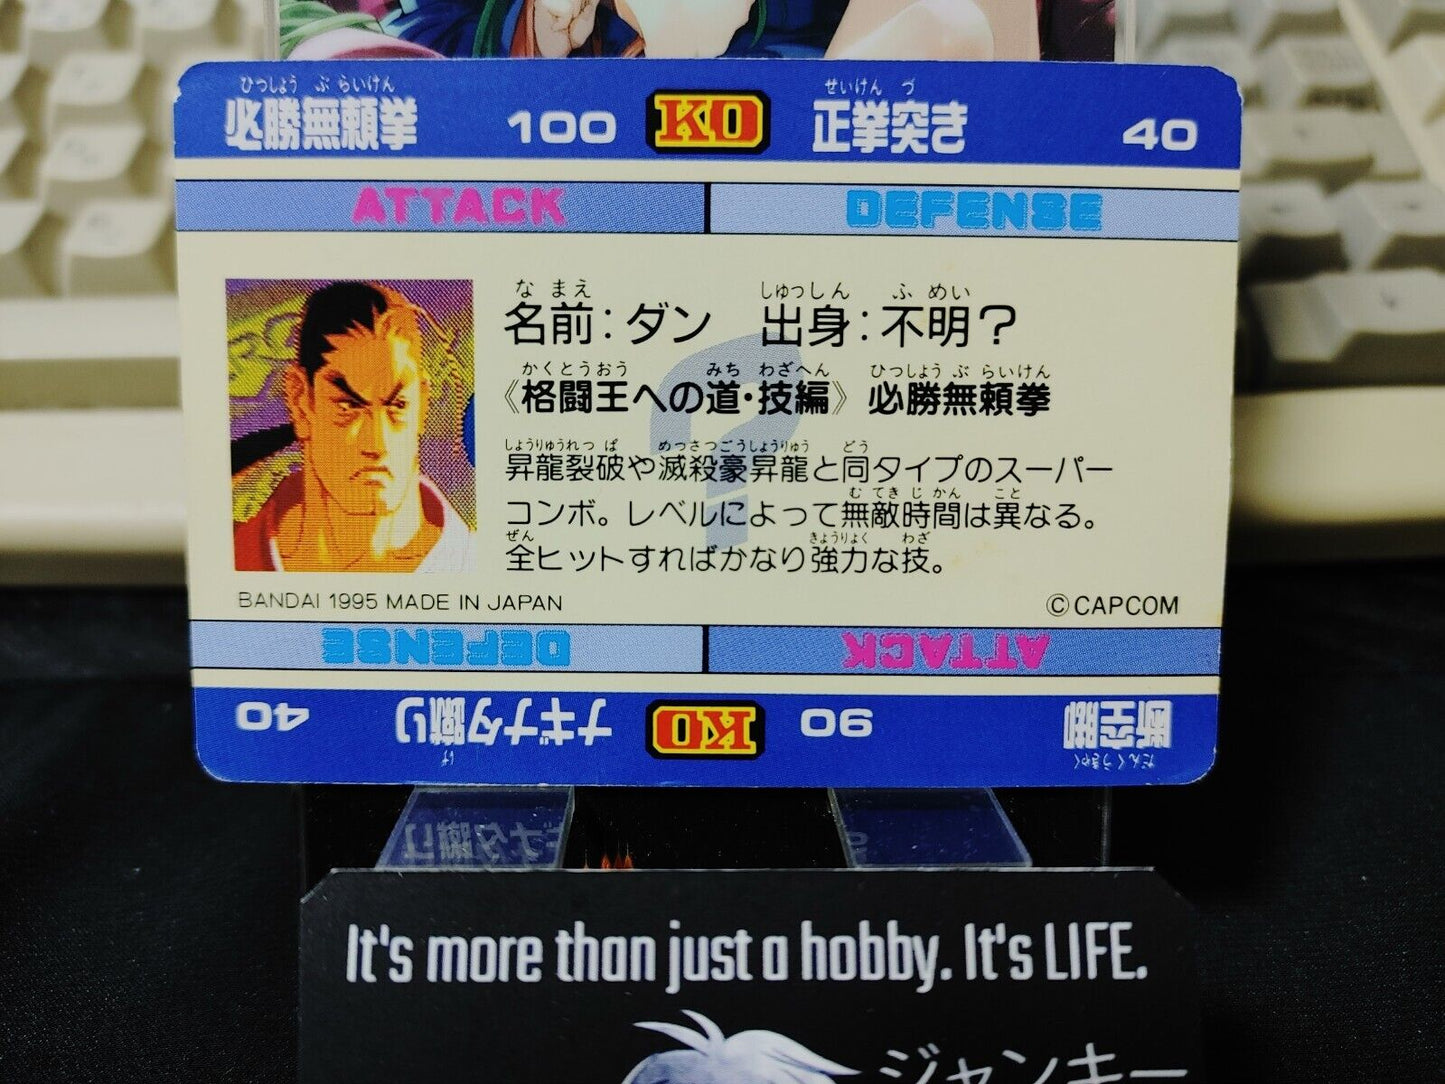 ひっしょう ぶ らいけん
必勝無頼拳 100 KO
せいけん づ
正拳突き 40
ATTACK DEFENSE
な まえ しゅっしん ふ めい
名前:ダン 出身:不明?
かくとうおう みち わざへん ひっしょう ぶ らいけん
《格闘王への道・技編》 必勝無頼拳
しょうりゅうれっ ぱ めっさつごうしょうりゅう どう
昇龍裂破や滅殺豪昇龍と同タイプのスーパー
む てき じ かん こと
コンボ。レベルによって無敵時間は異なる。
ぜん きょうりょく わざ
全ヒットすればかなり強力な技。
BANDAI 1995 MADE IN JAPAN
©CAPCOM
ATTACK DEFENSE
だんくうきゃく
断空脚 90 KO
げ
ナギナタ蹴り 40
It's more than just a hobby. It's LIFE.
ジャンキー